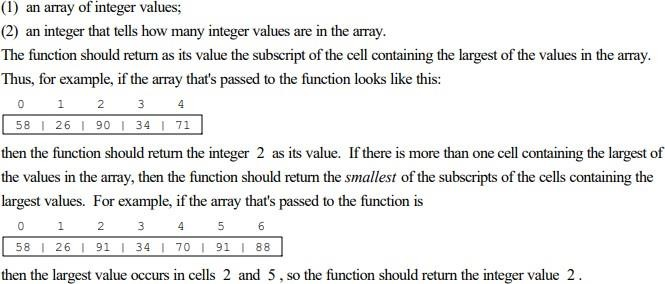 (1) an array of integer values;
(2) an integer that tells how many integer values are in the array.
The function should return as its value the subscript of the cell containing the largest of the values in the array.
Thus, for example, if the array that's passed to the function looks like this:
0 1 2 3 4
58 | 26 | 90 | 34 | 71
then the function should return the integer 2 as its value. If there is more than one cell containing the largest of
the values in the array, then the function should return the smallest of the subscripts of the cells containing the
largest values. For example, if the array that's passed to the function is
0 1 2 3 4 5 6
58 | 26 | 91 | 34 | 70 | 91 | 88
then the largest value occurs in cells 2 and 5 , so the function should return the integer value 2 .